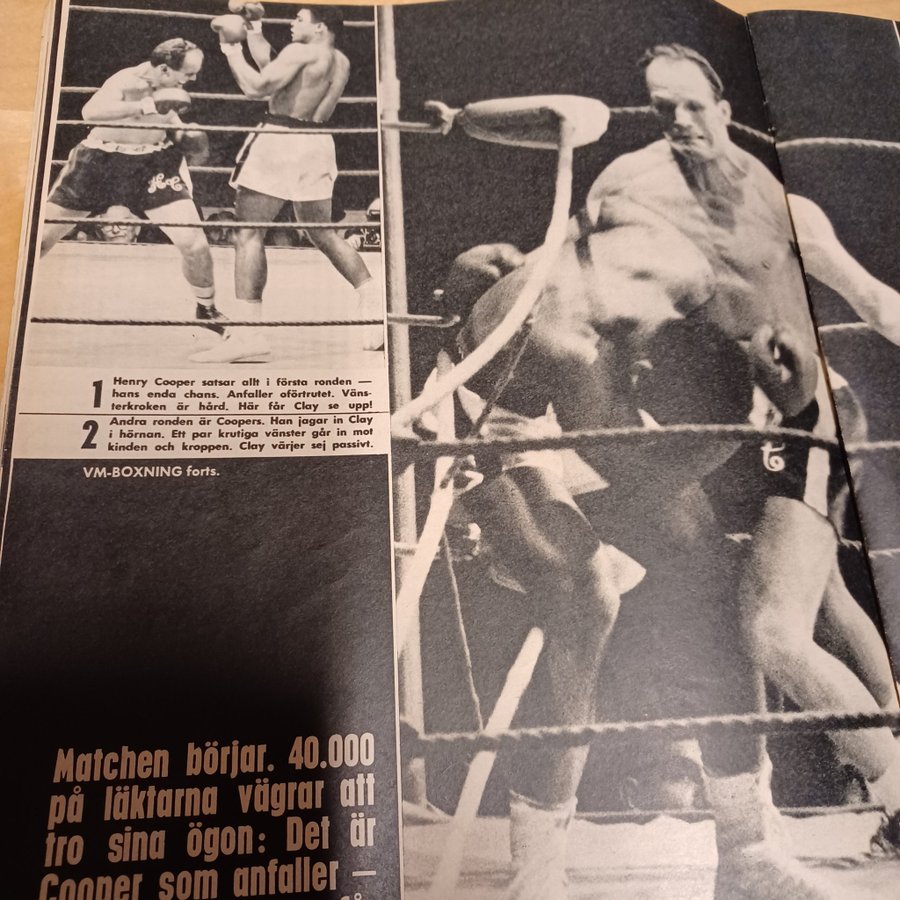 HC
1 Henry Cooper satsar allt i första ronden —
hans enda chans. Anfaller oförtrutet. Väns-
terkroken är hård. Här får Clay se upp!
2 Andra ronden är Coopers. Han jagar in Clay
i hörnan. Ett par krutiga vänster går in mot
kinden och kroppen. Clay värjer sej passivt.
VM-BOXNING forts.
Matchen börjar. 40.000
på läktarna vägrar att
tro sina ögon: Det är
Cooper som anfaller —